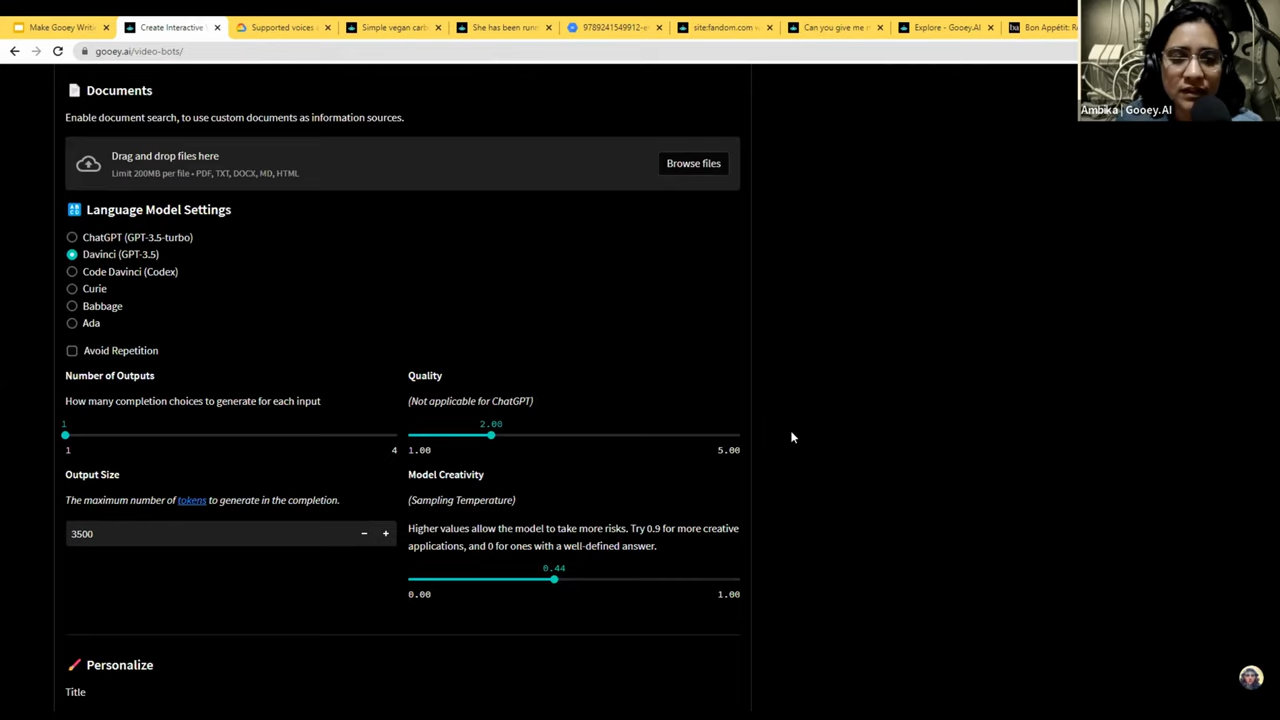 Make Gooey Writi
Create Interactive
Supported voices
Simple vegan carb
She has been runn
9789241549912-e
site:fandom.com
Can you give me
Explore - Gooey.AI
Bon Appétit: R
gooey.ai/video-bots/
Ambika | Gooey.AI
Documents
Enable document search, to use custom documents as information sources.
Drag and drop files here
Limit 200MB per file • PDF, TXT, DOCX, MD, HTML
Browse files
Language Model Settings
ChatGPT (GPT-3.5-turbo)
Davinci (GPT-3.5)
Code Davinci (Codex)
Curie
Babbage
Ada
Avoid Repetition
Number of Outputs
How many completion choices to generate for each input
1
1 4
Quality
(Not applicable for ChatGPT)
2.00
1.00 5.00
Output Size
The maximum number of tokens to generate in the completion.
3500 − +
Model Creativity
(Sampling Temperature)
Higher values allow the model to take more risks. Try 0.9 for more creative
applications, and 0 for ones with a well-defined answer.
0.44
0.00 1.00
Personalize
Title